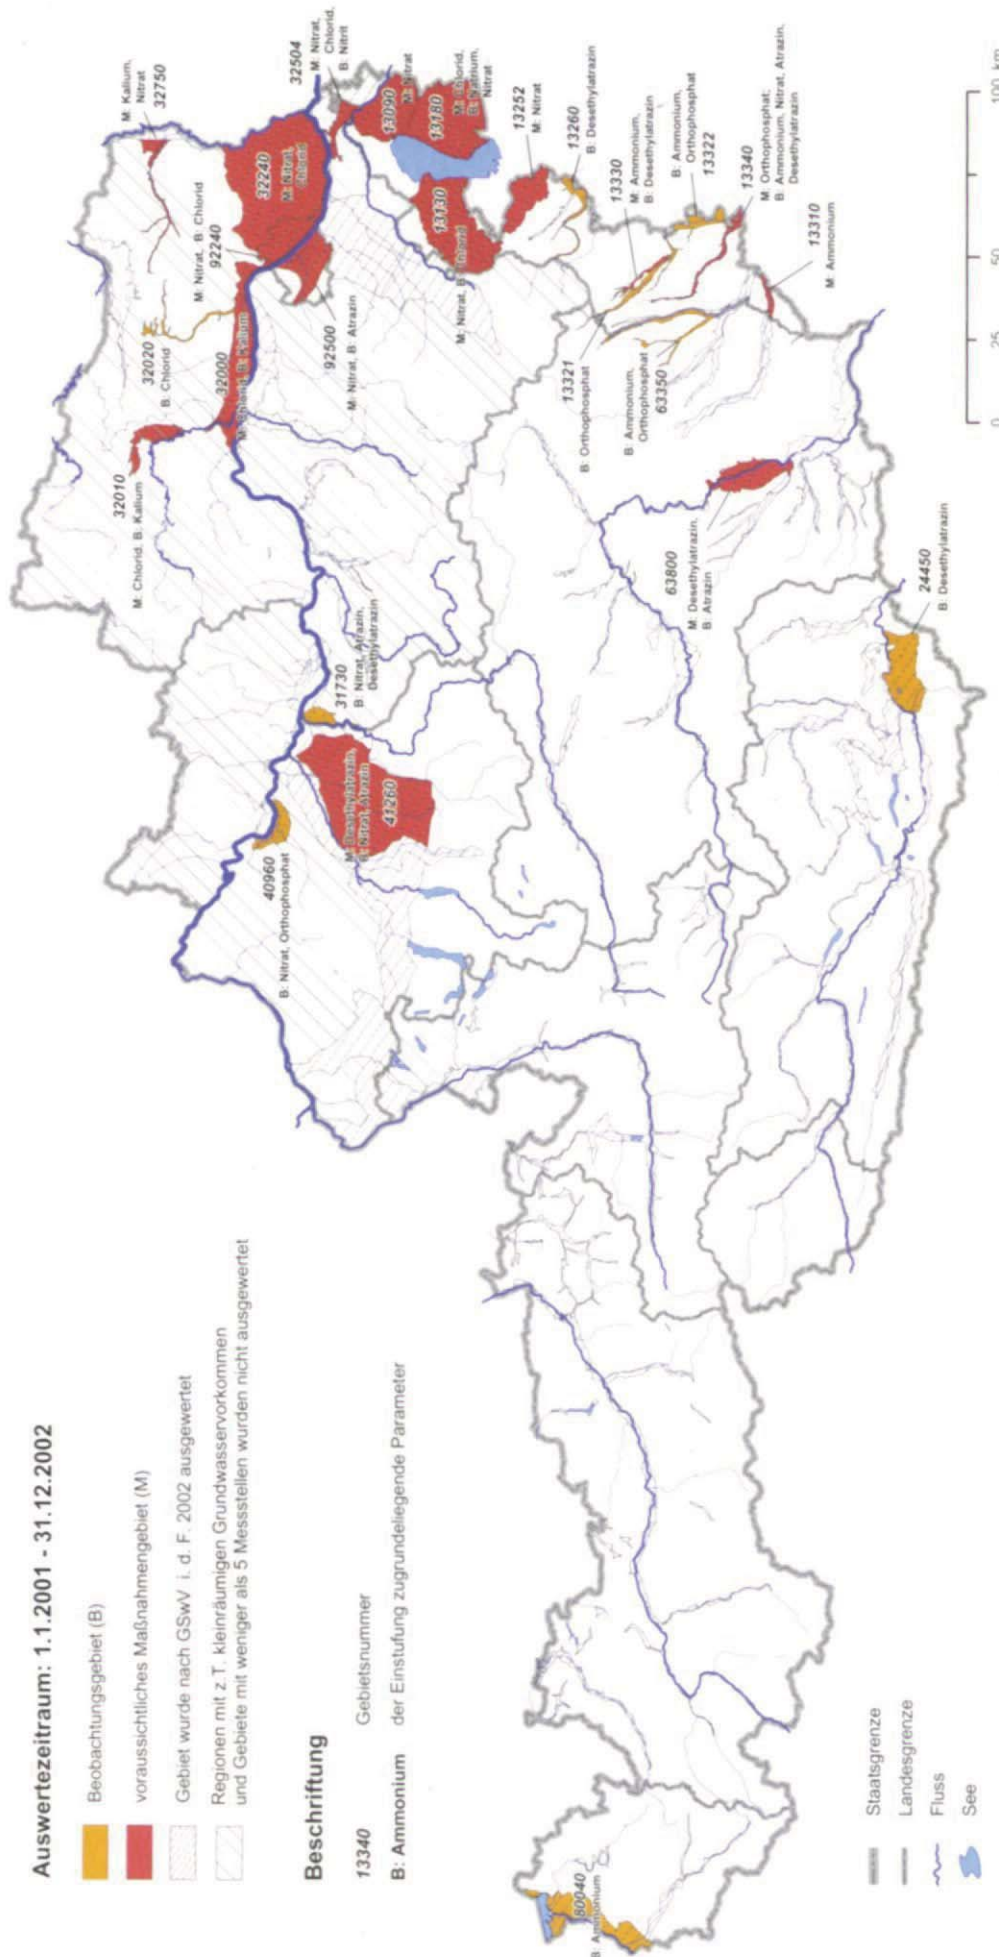 Auswertezeitraum: 1.1.2001 - 31.12.2002
Beobachtungsgebiet (B)
voraussichtliches Maßnahmengebiet (M)
Gebiet wurde nach GSwV i. d. F. 2002 ausgewertet
Regionen mit z.T. kleinräumigen Grundwasservorkommen
und Gebiete mit weniger als 5 Messstellen wurden nicht ausgewertet
Beschriftung
13340 Gebietsnummer
B: Ammonium der Einstufung zugrundeliegende Parameter
80040
B: Ammonium
Staatsgrenze
Landesgrenze
Fluss
See
40960
B: Nitrat, Orthophosphat
M: Desethylatrazin,
B: Nitrat, Atrazin
41260
31730
B: Nitrat, Atrazin,
Desethylatrazin
32010
M: Chlorid, B: Kalium
32020
B: Chlorid
32000
M: Chlorid, B: Kalium
M: Nitrat, B: Chlorid
92240
M: Kalium,
Nitrat
32750
32240
M: Nitrat,
Chlorid
32504
M: Nitrat,
Chlorid,
B: Nitrit
92500
M: Nitrat, B: Atrazin
13090
M: Nitrat
13180
M: Chlorid,
B: Natrium,
Nitrat
13130
M: Nitrat, B: Chlorid
13252
M: Nitrat
13260
B: Desethylatrazin
13330
M: Ammonium,
B: Desethylatrazin
B: Ammonium,
Orthophosphat
13322
13340
M: Orthophosphat;
B: Ammonium, Nitrat, Atrazin,
Desethylatrazin
13310
M: Ammonium
13321
B: Orthophosphat
B: Ammonium,
Orthophosphat
63350
63800
M: Desethylatrazin,
B: Atrazin
24450
B: Desethylatrazin
0 25 50 100 km